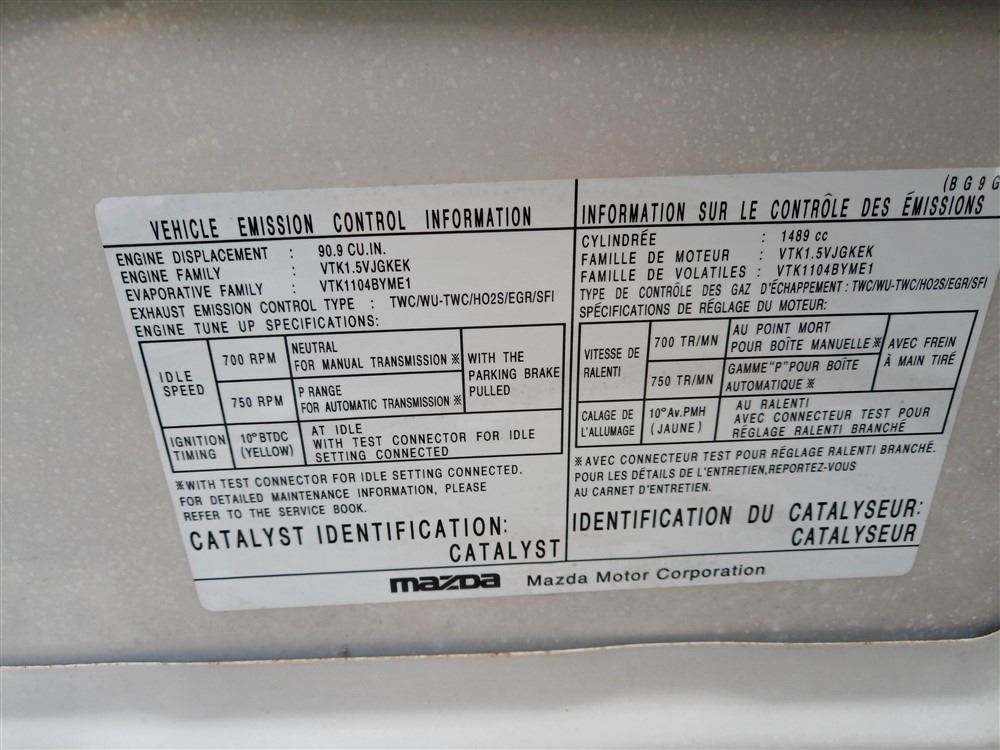 VEHICLE EMISSION CONTROL INFORMATION
ENGINE DISPLACEMENT : 90.9 CU.IN.
ENGINE FAMILY : VTK1.5VJGKEK
EVAPORATIVE FAMILY : VTK1104BYME1
EXHAUST EMISSION CONTROL TYPE : TWC/WU-TWC/HO2S/EGR/SFI
ENGINE TUNE UP SPECIFICATIONS:
IDLE
SPEED
700 RPM
NEUTRAL
FOR MANUAL TRANSMISSION ※
750 RPM
P RANGE
FOR AUTOMATIC TRANSMISSION ※
WITH THE
PARKING BRAKE
PULLED
IGNITION
TIMING
10°BTDC
(YELLOW)
AT IDLE
WITH TEST CONNECTOR FOR IDLE
SETTING CONNECTED
※WITH TEST CONNECTOR FOR IDLE SETTING CONNECTED.
FOR DETAILED MAINTENANCE INFORMATION, PLEASE
REFER TO THE SERVICE BOOK.
CATALYST IDENTIFICATION:
CATALYST
(BG9G
INFORMATION SUR LE CONTRÔLE DES ÉMISSIONS
CYLINDRÉE : 1489 cc
FAMILLE DE MOTEUR : VTK1.5VJGKEK
FAMILLE DE VOLATILES : VTK1104BYME1
TYPE DE CONTRÔLE DES GAZ D'ÉCHAPPEMENT : TWC/WU-TWC/HO2S/EGR/SFI
SPÉCIFICATIONS DE RÉGLAGE DU MOTEUR:
VITESSE DE
RALENTI
700 TR/MN
AU POINT MORT
POUR BOÎTE MANUELLE ※
750 TR/MN
GAMME "P" POUR BOÎTE
AUTOMATIQUE ※
AVEC FREIN
À MAIN TIRÉ
CALAGE DE
L'ALLUMAGE
10°Av.PMH
(JAUNE)
AU RALENTI
AVEC CONNECTEUR TEST POUR
RÉGLAGE RALENTI BRANCHÉ
※AVEC CONNECTEUR TEST POUR RÉGLAGE RALENTI BRANCHÉ.
POUR LES DÉTAILS DE L'ENTRETIEN,REPORTEZ-VOUS
AU CARNET D'ENTRETIEN.
IDENTIFICATION DU CATALYSEUR:
CATALYSEUR
mazda Mazda Motor Corporation